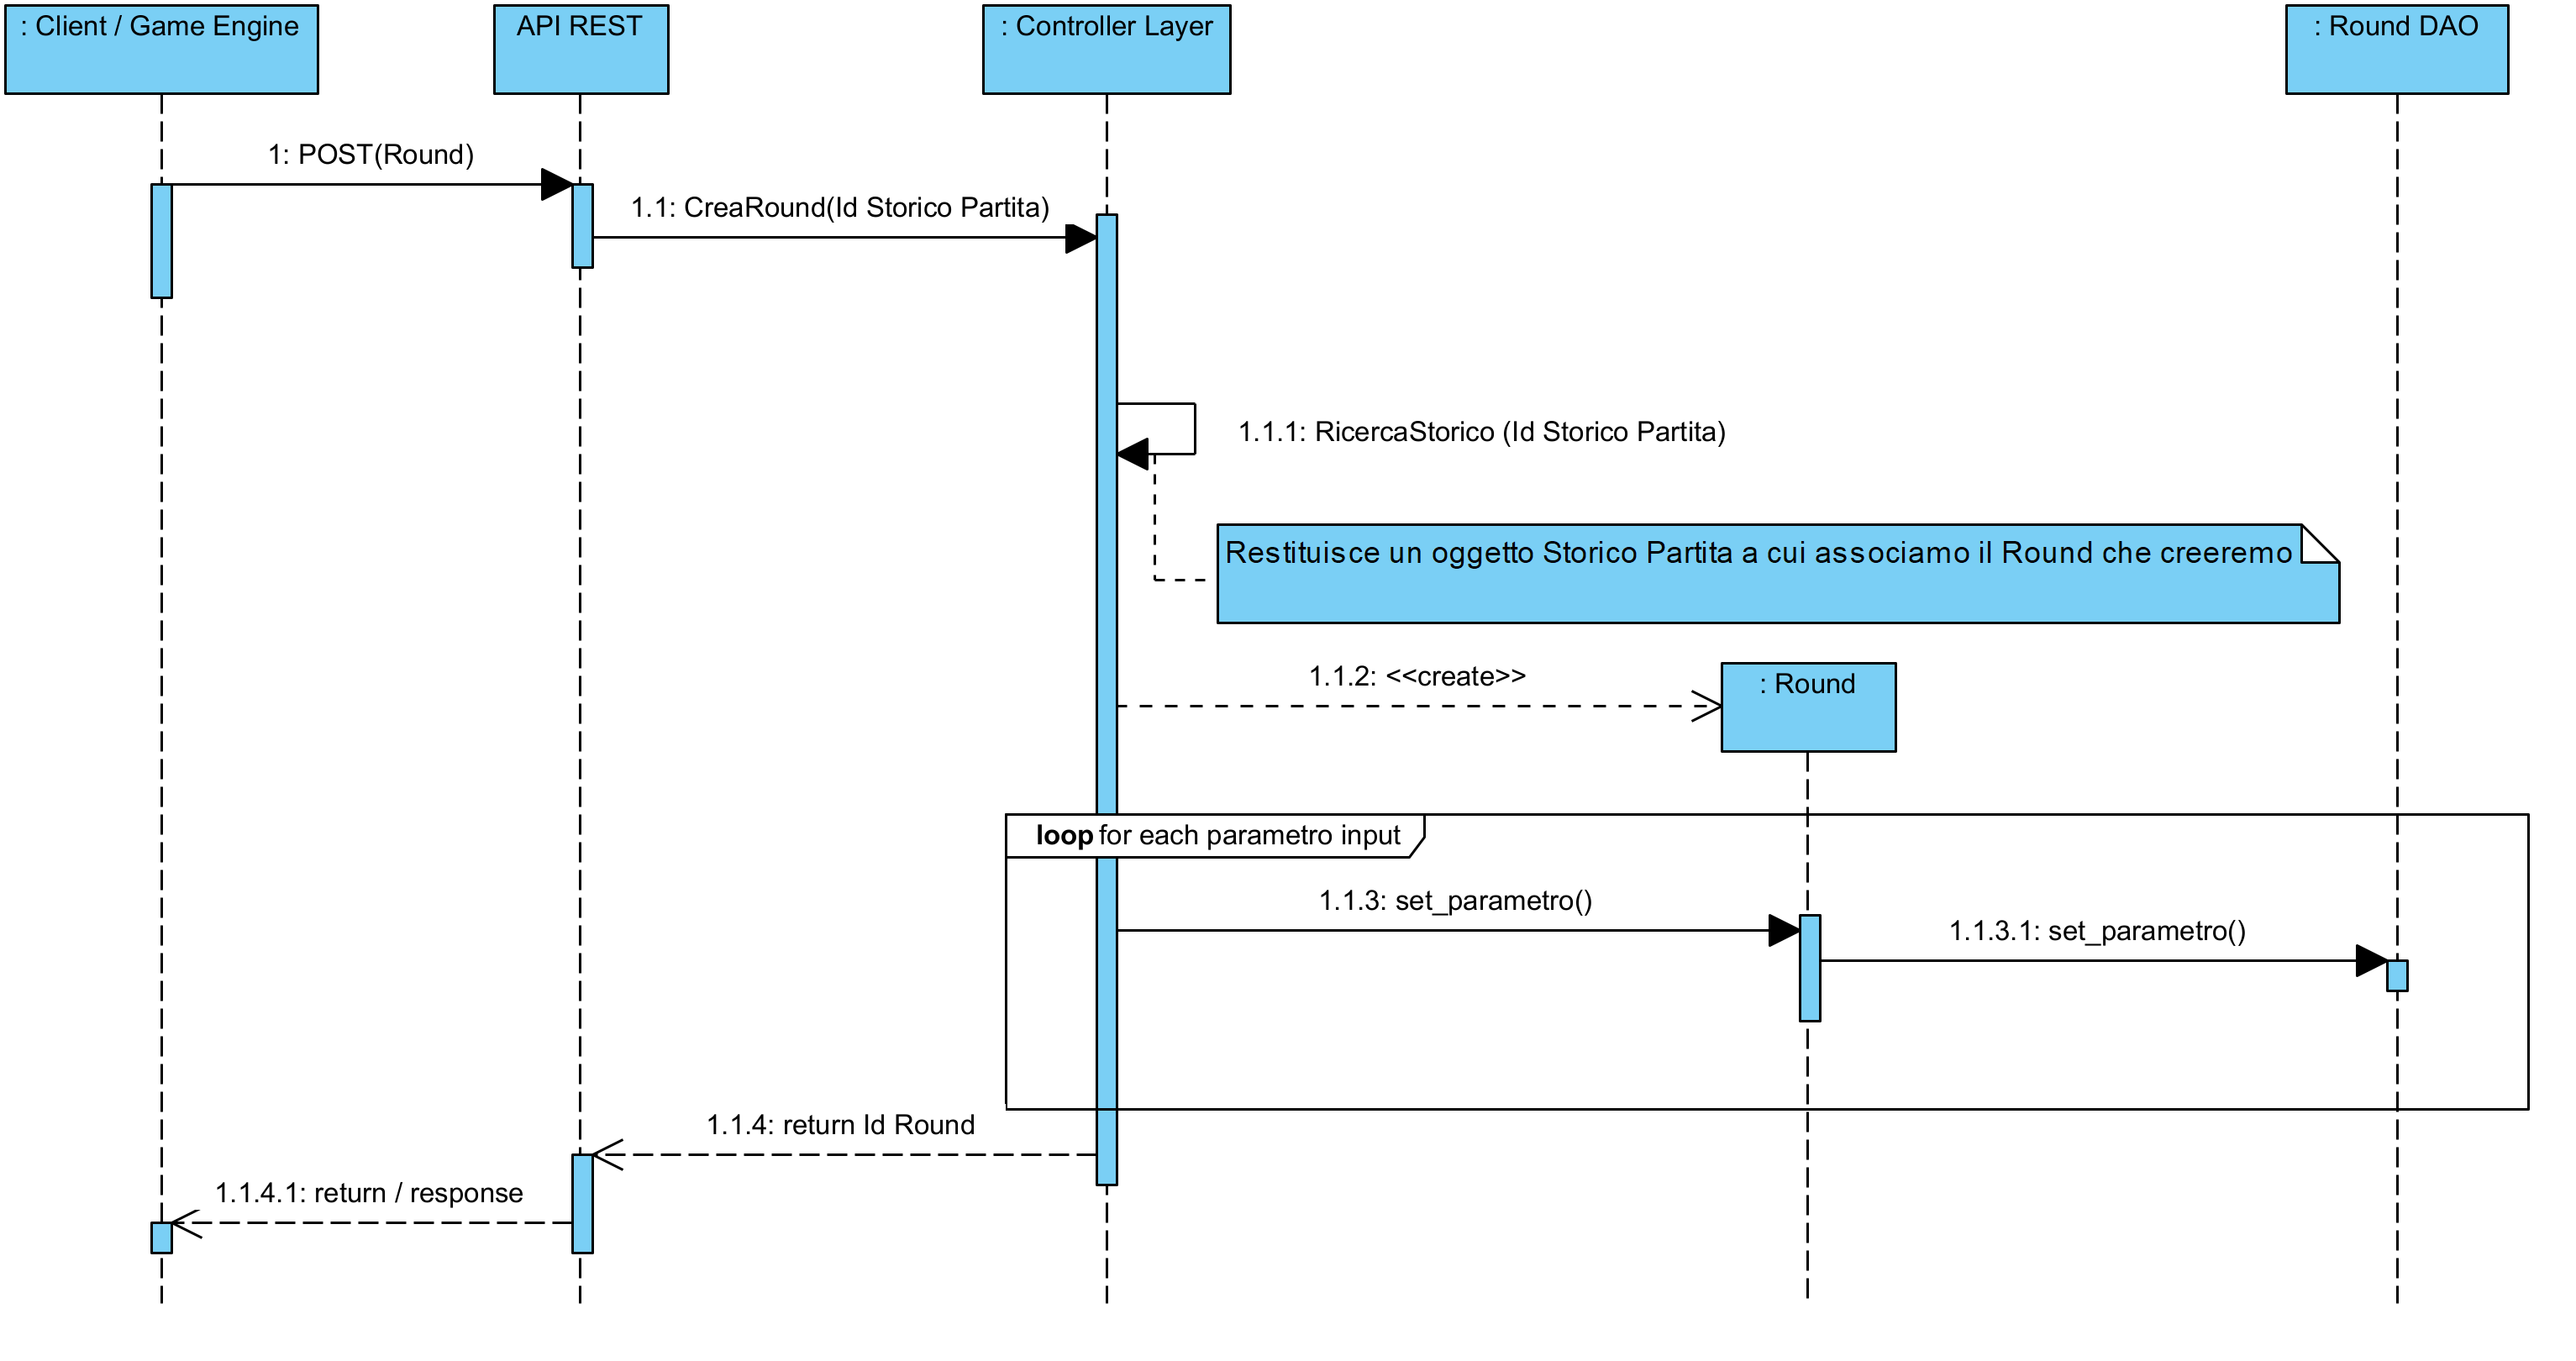 : Client / Game Engine
API REST
: Controller Layer
: Round DAO
1: POST(Round)
1.1: CreaRound(Id Storico Partita)
1.1.1: RicercaStorico (Id Storico Partita)
Restituisce un oggetto Storico Partita a cui associamo il Round che creeremo
1.1.2: <<create>>
: Round
loop for each parametro input
1.1.3: set_parametro()
1.1.3.1: set_parametro()
1.1.4: return Id Round
1.1.4.1: return / response